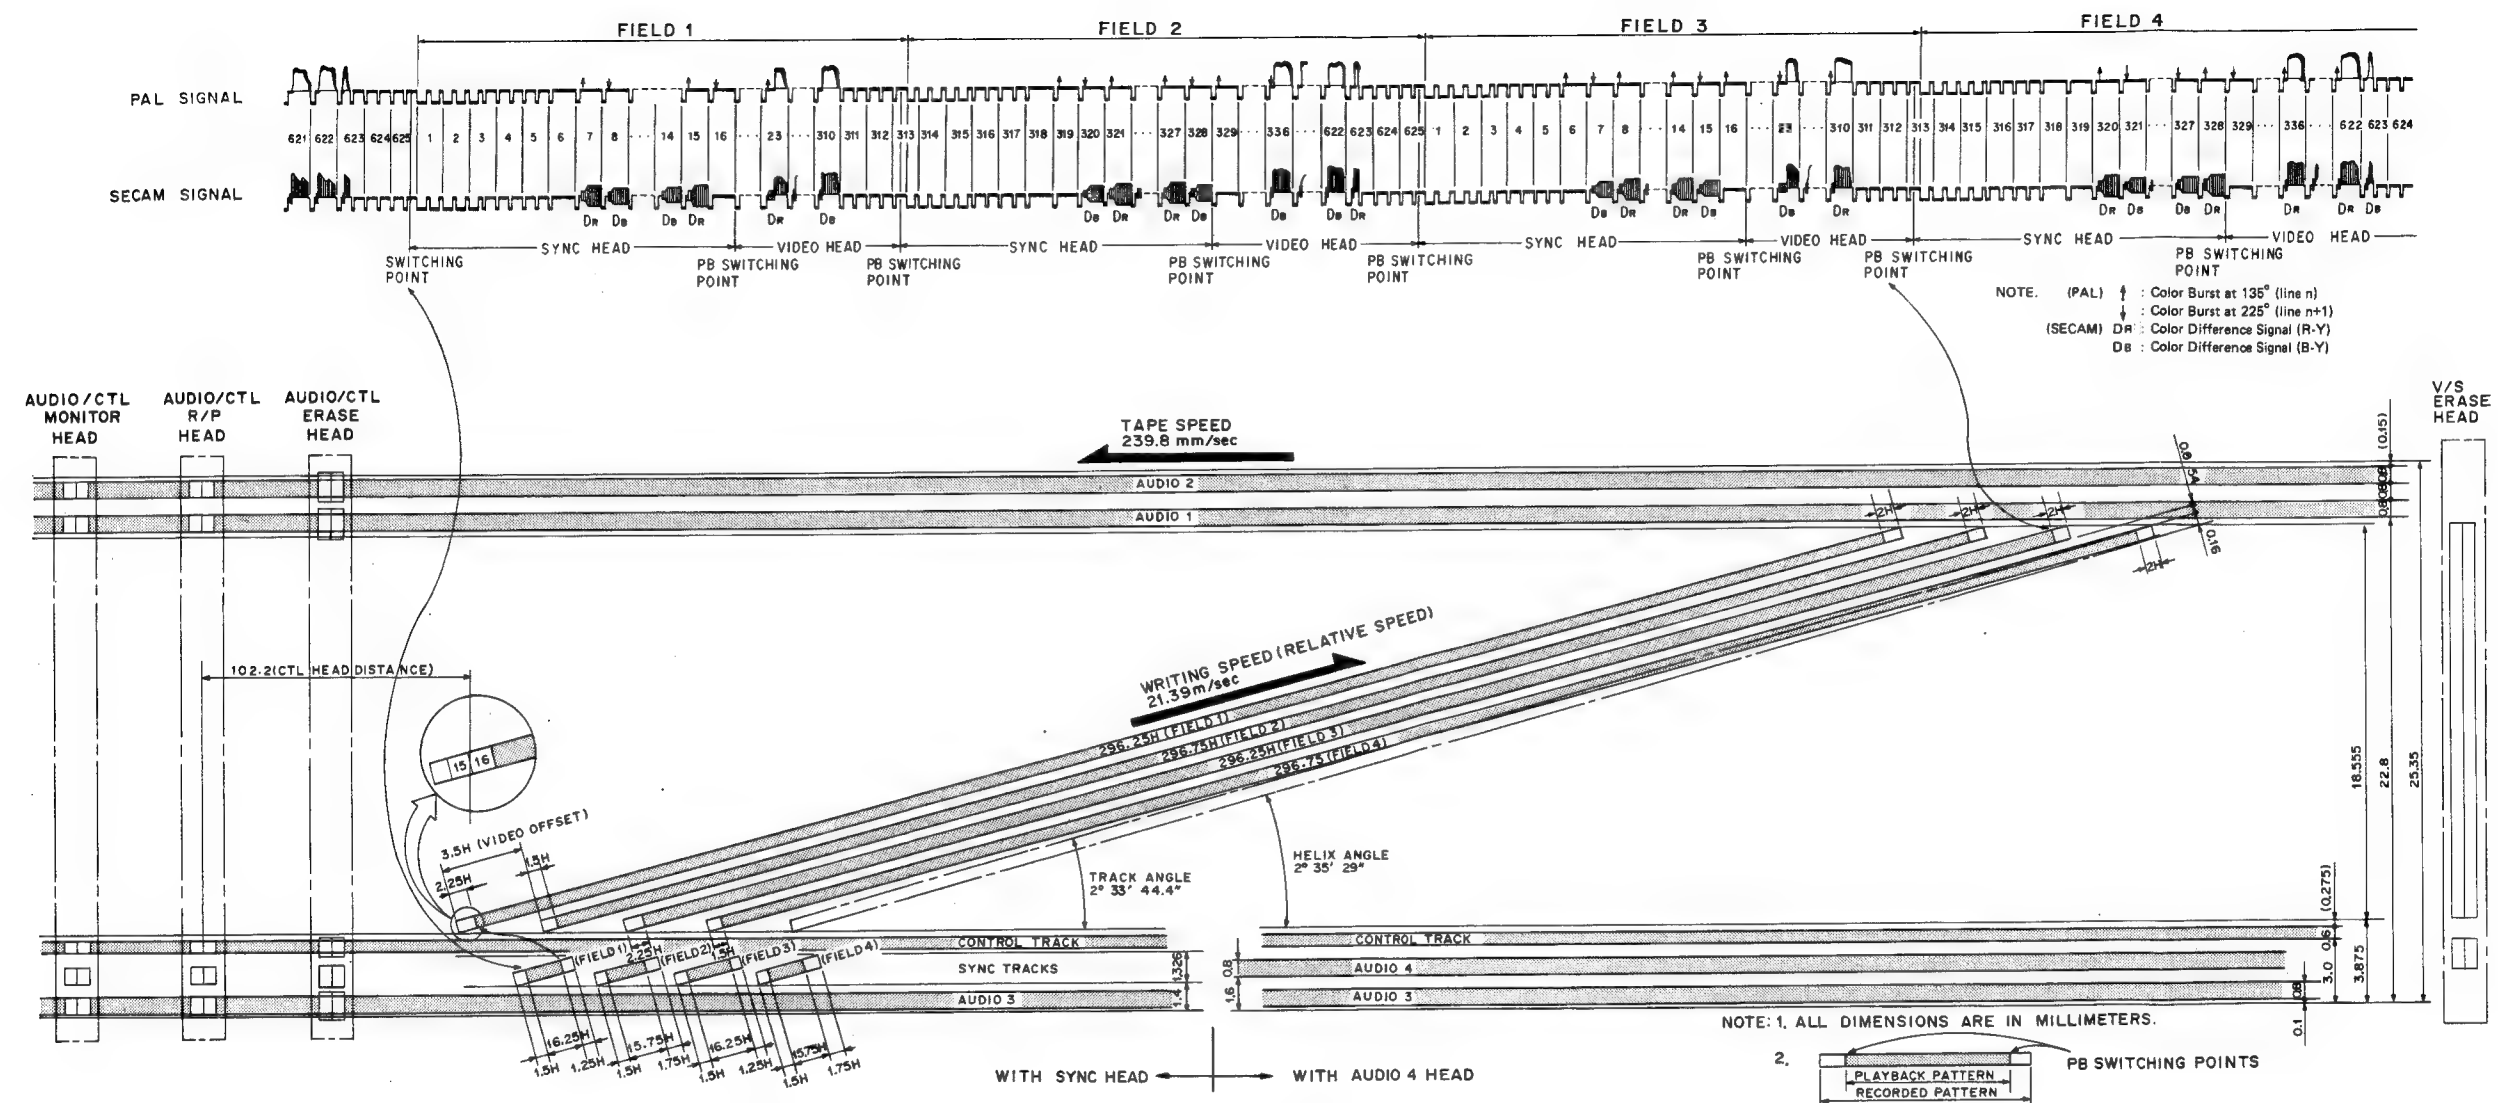 FIELD 1
FIELD 2
FIELD 3
FIELD 4
PAL SIGNAL
621 622 623 624 625 1 2 3 4 5 6 7 8 ··· 14 15 16 ··· 23 ··· 310 311 312 313 314 315 316 317 318 319 320 321 ··· 327 328 329 ··· 336 ··· 622 623 624 625 1 2 3 4 5 6 7 8 ··· 14 15 16 ··· 23 ··· 310 311 312 313 314 315 316 317 318 319 320 321 ··· 327 328 329 ··· 336 ··· 622 623 624
SECAM SIGNAL
DR DB DB DR DR DB DB DR DR DB DB DB DR DB DR DR DB DB DR DR DB DB DR DR DR DB
SYNC HEAD VIDEO HEAD SYNC HEAD VIDEO HEAD SYNC HEAD VIDEO HEAD SYNC HEAD VIDEO HEAD
SWITCHING POINT
PB SWITCHING POINT
PB SWITCHING POINT
PB SWITCHING POINT
PB SWITCHING POINT
PB SWITCHING POINT
PB SWITCHING POINT
PB SWITCHING POINT
NOTE. (PAL) ↑ : Color Burst at 135° (line n)
↓ : Color Burst at 225° (line n+1)
(SECAM) DR : Color Difference Signal (R-Y)
DB : Color Difference Signal (B-Y)
AUDIO/CTL
MONITOR
HEAD
AUDIO/CTL
R/P
HEAD
AUDIO/CTL
ERASE
HEAD
V/S
ERASE
HEAD
TAPE SPEED
239.8 mm/sec
AUDIO 2
AUDIO 1
(0.15)
0.8
0.8
0.8
0.16
2H
2H
2H
2H
WRITING SPEED (RELATIVE SPEED)
21.39m/sec
296.25H (FIELD 1)
296.75H (FIELD 2)
296.25H (FIELD 3)
296.75 (FIELD 4)
102.2(CTL HEAD DISTANCE)
15 16
3.5H (VIDEO OFFSET)
1.5H
2.25H
TRACK ANGLE
2° 33' 44.4"
HELIX ANGLE
2° 35' 29"
18.555
22.8
25.35
(0.275)
0.6
3.0
3.875
0.8
0.1
(FIELD 1) 2.25H (FIELD 2) 1.5H (FIELD 3) (FIELD 4)
CONTROL TRACK
SYNC TRACKS
AUDIO 3
1.326
1.4
0.8
1.6
CONTROL TRACK
AUDIO 4
AUDIO 3
16.25H 15.75H 16.25H 15.75H
1.5H 1.25H 1.5H 1.75H 1.5H 1.25H 1.5H 1.75H
WITH SYNC HEAD
WITH AUDIO 4 HEAD
NOTE: 1. ALL DIMENSIONS ARE IN MILLIMETERS.
2.
PB SWITCHING POINTS
PLAYBACK PATTERN
RECORDED PATTERN